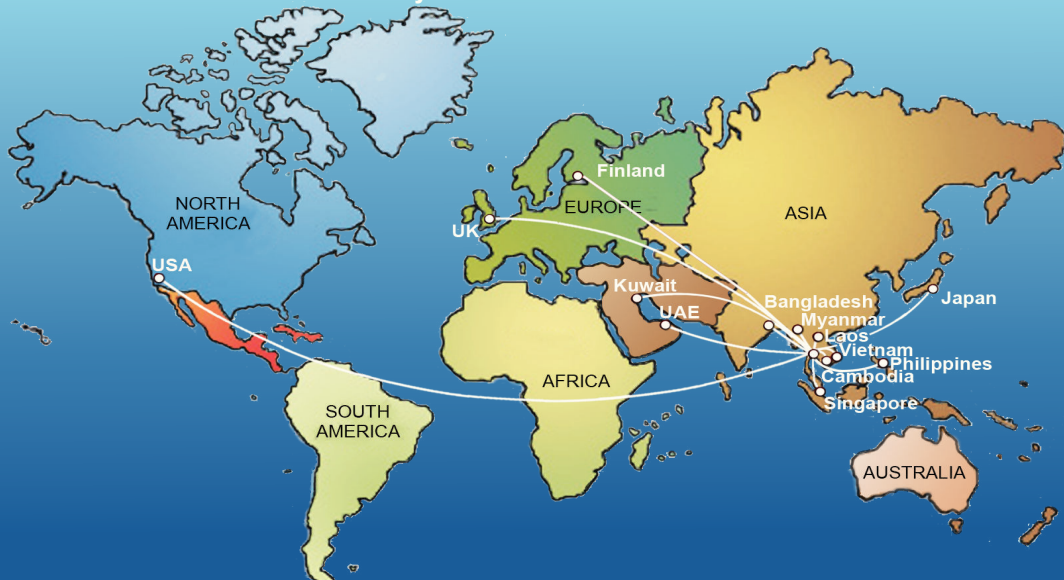 Finland
NORTH
AMERICA
EUROPE
ASIA
UK
USA
Kuwait
Bangladesh
Japan
UAE
Myanmar
Laos
Vietnam
Philippines
Cambodia
AFRICA
Singapore
SOUTH
AMERICA
AUSTRALIA